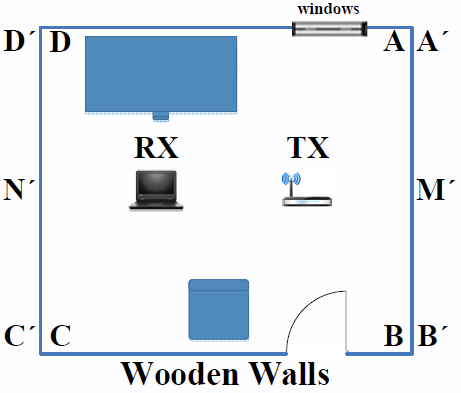 windows
D´ D A A´
RX TX
N´ M´
C´ C B B´
Wooden Walls